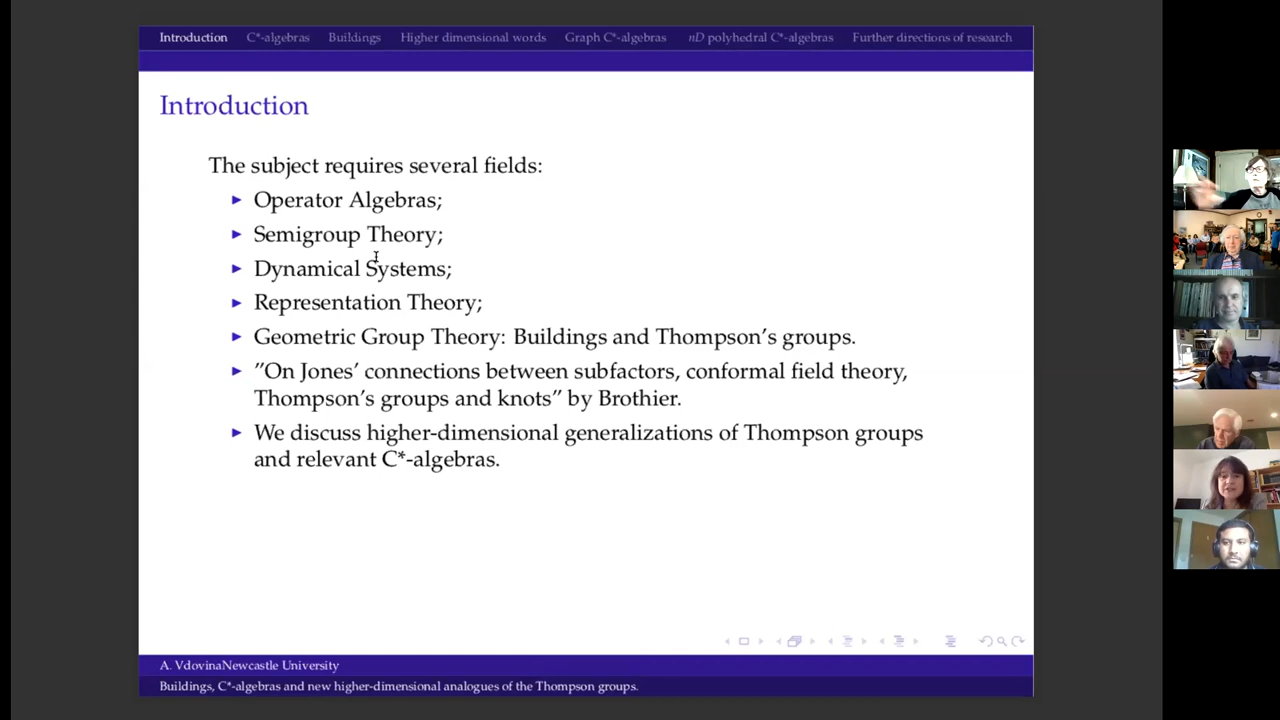 Introduction C*-algebras Buildings Higher dimensional words Graph C*-algebras nD polyhedral C*-algebras Further directions of research
Introduction
The subject requires several fields:
Operator Algebras;
Semigroup Theory;
Dynamical Systems;
Representation Theory;
Geometric Group Theory: Buildings and Thompson's groups.
"On Jones' connections between subfactors, conformal field theory,
Thompson's groups and knots" by Brothier.
We discuss higher-dimensional generalizations of Thompson groups
and relevant C*-algebras.
A. VdovinaNewcastle University
Buildings, C*-algebras and new higher-dimensional analogues of the Thompson groups.